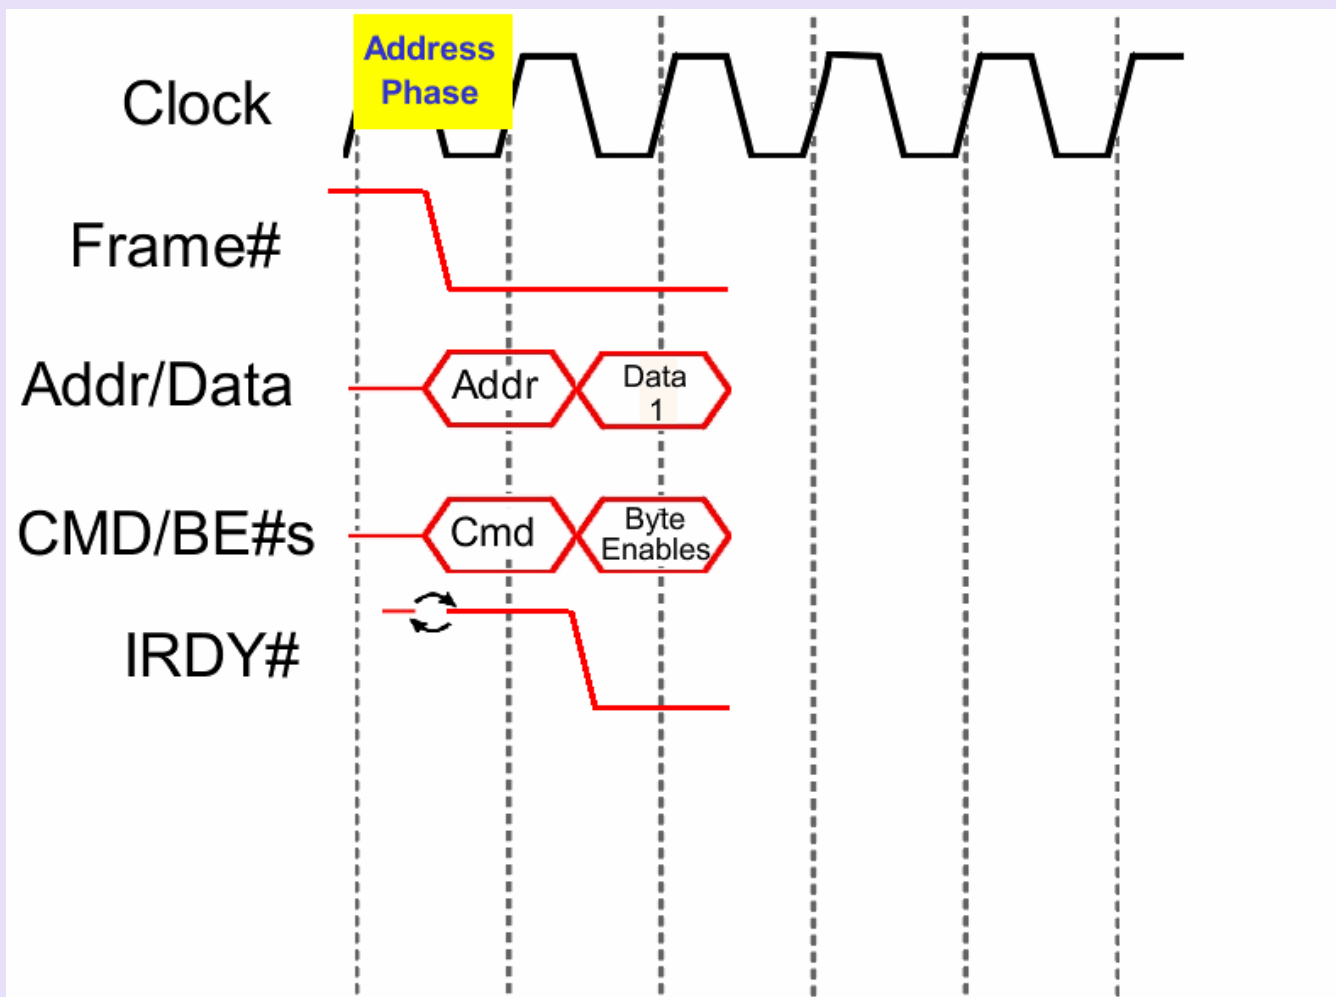 Address
Phase
Clock
Frame#
Addr/Data
Addr
Data
1
CMD/BE#s
Cmd
Byte
Enables
IRDY#